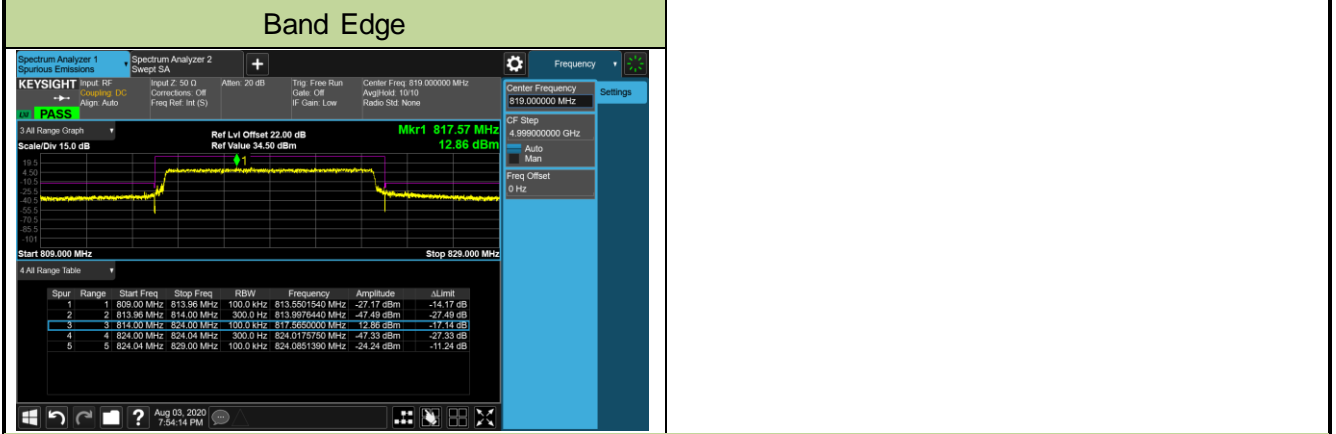 Band Edge
Spectrum Analyzer 1
Spurious Emissions
Spectrum Analyzer 2
Swept SA
Frequency
KEYSIGHT
Input: RF
Coupling: DC
Align: Auto
Input Z: 50 Ω
Corrections: Off
Freq Ref: Int (S)
Atten: 20 dB
Trig: Free Run
Gate: Off
IF Gain: Low
Center Freq: 819.000000 MHz
Avg|Hold: 10/10
Radio Std: None
PASS
Center Frequency
819.000000 MHz
Settings
CF Step
4.999000000 GHz
Auto
Man
Freq Offset
0 Hz
3 All Range Graph
Scale/Div 15.0 dB
Ref Lvl Offset 22.00 dB
Ref Value 34.50 dBm
Mkr1 817.57 MHz
12.86 dBm
1
19.5
4.50
-10.5
-25.5
-40.5
-55.5
-70.5
-85.5
-101
Start 809.000 MHz
Stop 829.000 MHz
4 All Range Table
Spur Range Start Freq Stop Freq RBW Frequency Amplitude ΔLimit
1 1 809.00 MHz 813.96 MHz 100.0 kHz 813.5501540 MHz -27.17 dBm -14.17 dB
2 2 813.96 MHz 814.00 MHz 300.0 Hz 813.9976440 MHz -47.49 dBm -27.49 dB
3 3 814.00 MHz 824.00 MHz 100.0 kHz 817.5650000 MHz 12.86 dBm -17.14 dB
4 4 824.00 MHz 824.04 MHz 300.0 Hz 824.0175750 MHz -47.33 dBm -27.33 dB
5 5 824.04 MHz 829.00 MHz 100.0 kHz 824.0851390 MHz -24.24 dBm -11.24 dB
Aug 03, 2020
7:54:14 PM